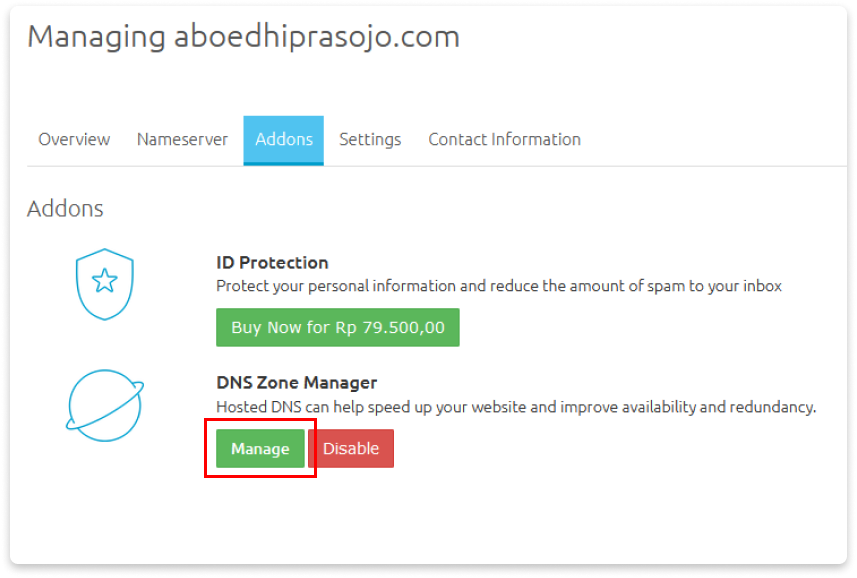 Managing aboedhiprasojo.com
Overview Nameserver Addons Settings Contact Information
Addons
ID Protection
Protect your personal information and reduce the amount of spam to your inbox
Buy Now for Rp 79.500,00
DNS Zone Manager
Hosted DNS can help speed up your website and improve availability and redundancy.
Manage Disable